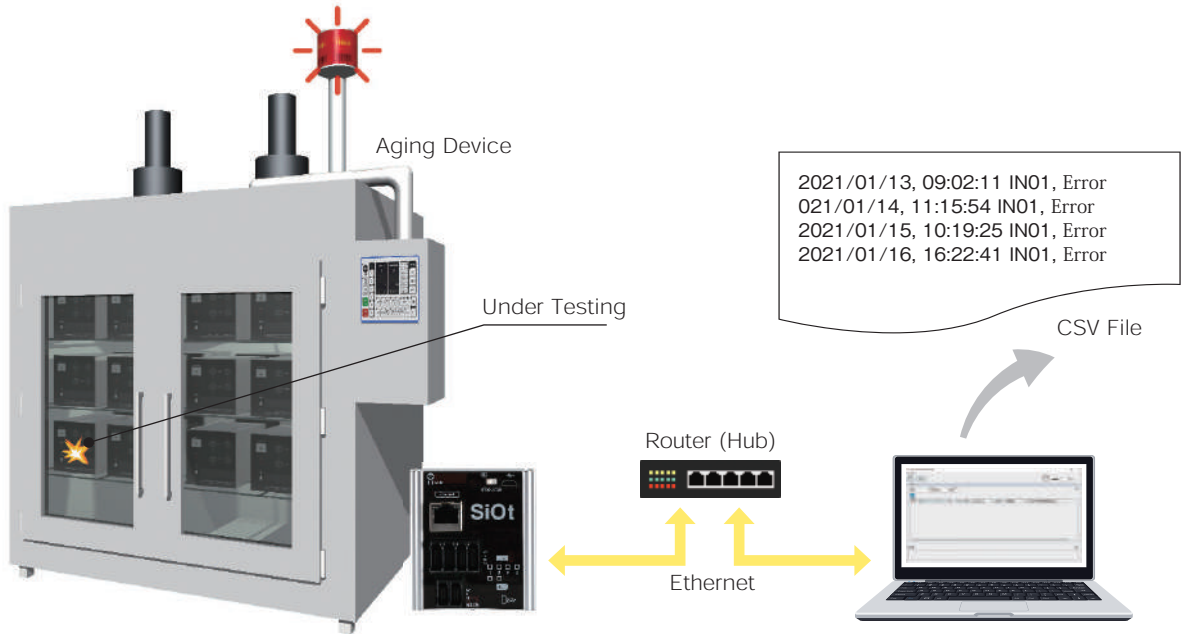 Aging Device
2021/01/13, 09:02:11 IN01, Error
021/01/14, 11:15:54 IN01, Error
2021/01/15, 10:19:25 IN01, Error
2021/01/16, 16:22:41 IN01, Error
Under Testing
CSV File
Router (Hub)
SiOt
Ethernet